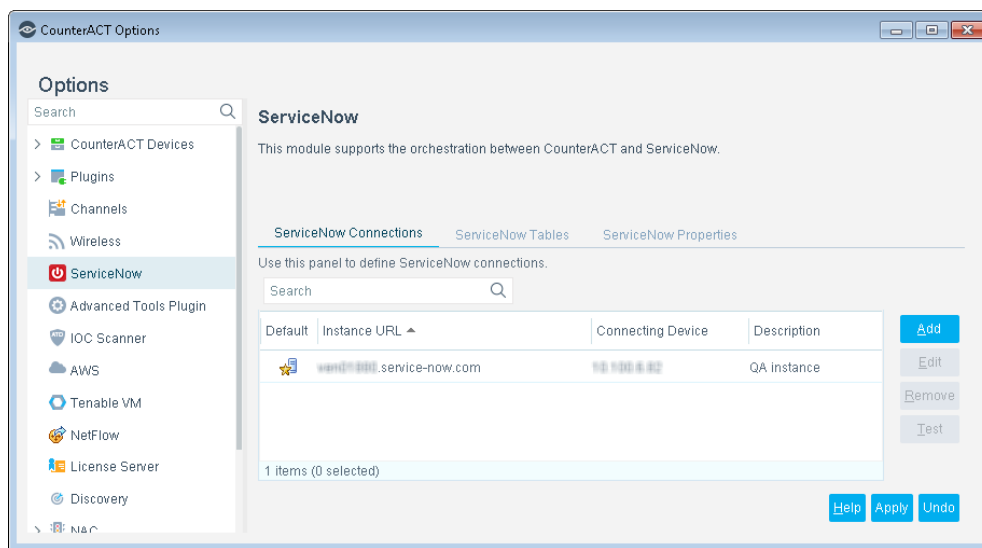 CounterACT Options
Options
Search
CounterACT Devices
Plugins
Channels
Wireless
ServiceNow
Advanced Tools Plugin
IOC Scanner
AWS
Tenable VM
NetFlow
License Server
Discovery
NAC
ServiceNow
This module supports the orchestration between CounterACT and ServiceNow.
ServiceNow Connections ServiceNow Tables ServiceNow Properties
Use this panel to define ServiceNow connections.
Search
Default Instance URL Connecting Device Description
.service-now.com QA instance
1 items (0 selected)
Add
Edit
Remove
Test
Help Apply Undo